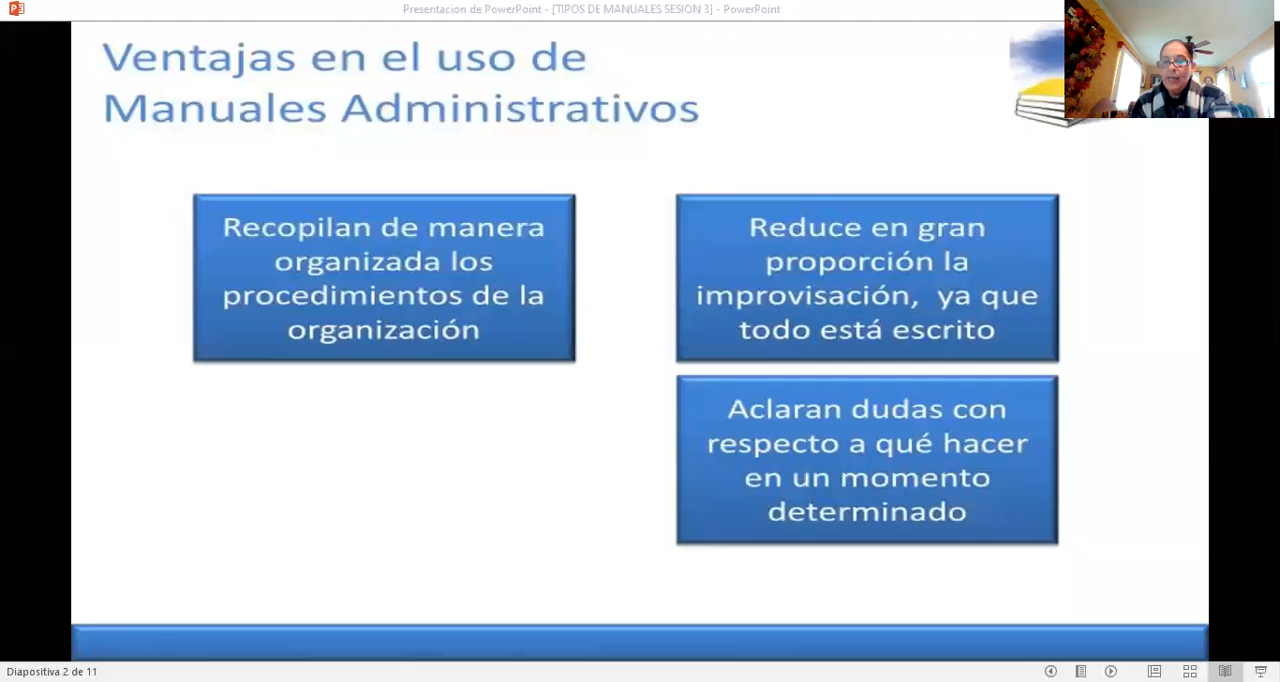 Presentación de PowerPoint - [TIPOS DE MANUALES SESION 3] - PowerPoint
Ventajas en el uso de
Manuales Administrativos
Recopilan de manera
organizada los
procedimientos de la
organización
Reduce en gran
proporción la
improvisación, ya que
todo está escrito
Aclaran dudas con
respecto a qué hacer
en un momento
determinado
Diapositiva 2 de 11